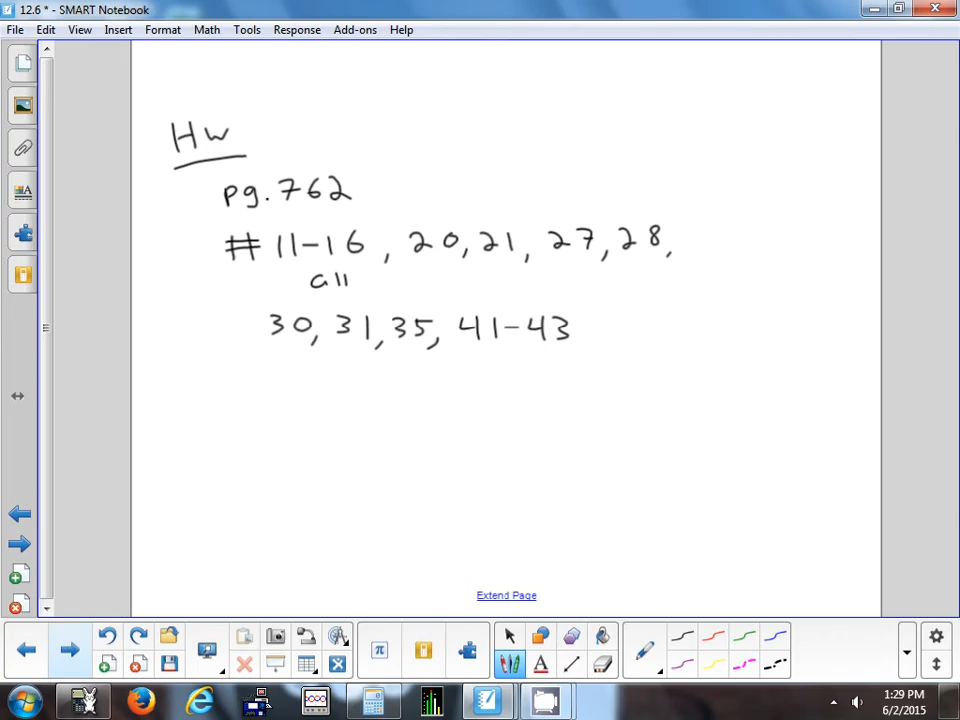 12.6 * - SMART Notebook
File Edit View Insert Format Math Tools Response Add-ons Help
Hw
pg. 762
# 11-16, 20, 21, 27, 28,
all
30, 31, 35, 41-43
Extend Page
1:29 PM
6/2/2015